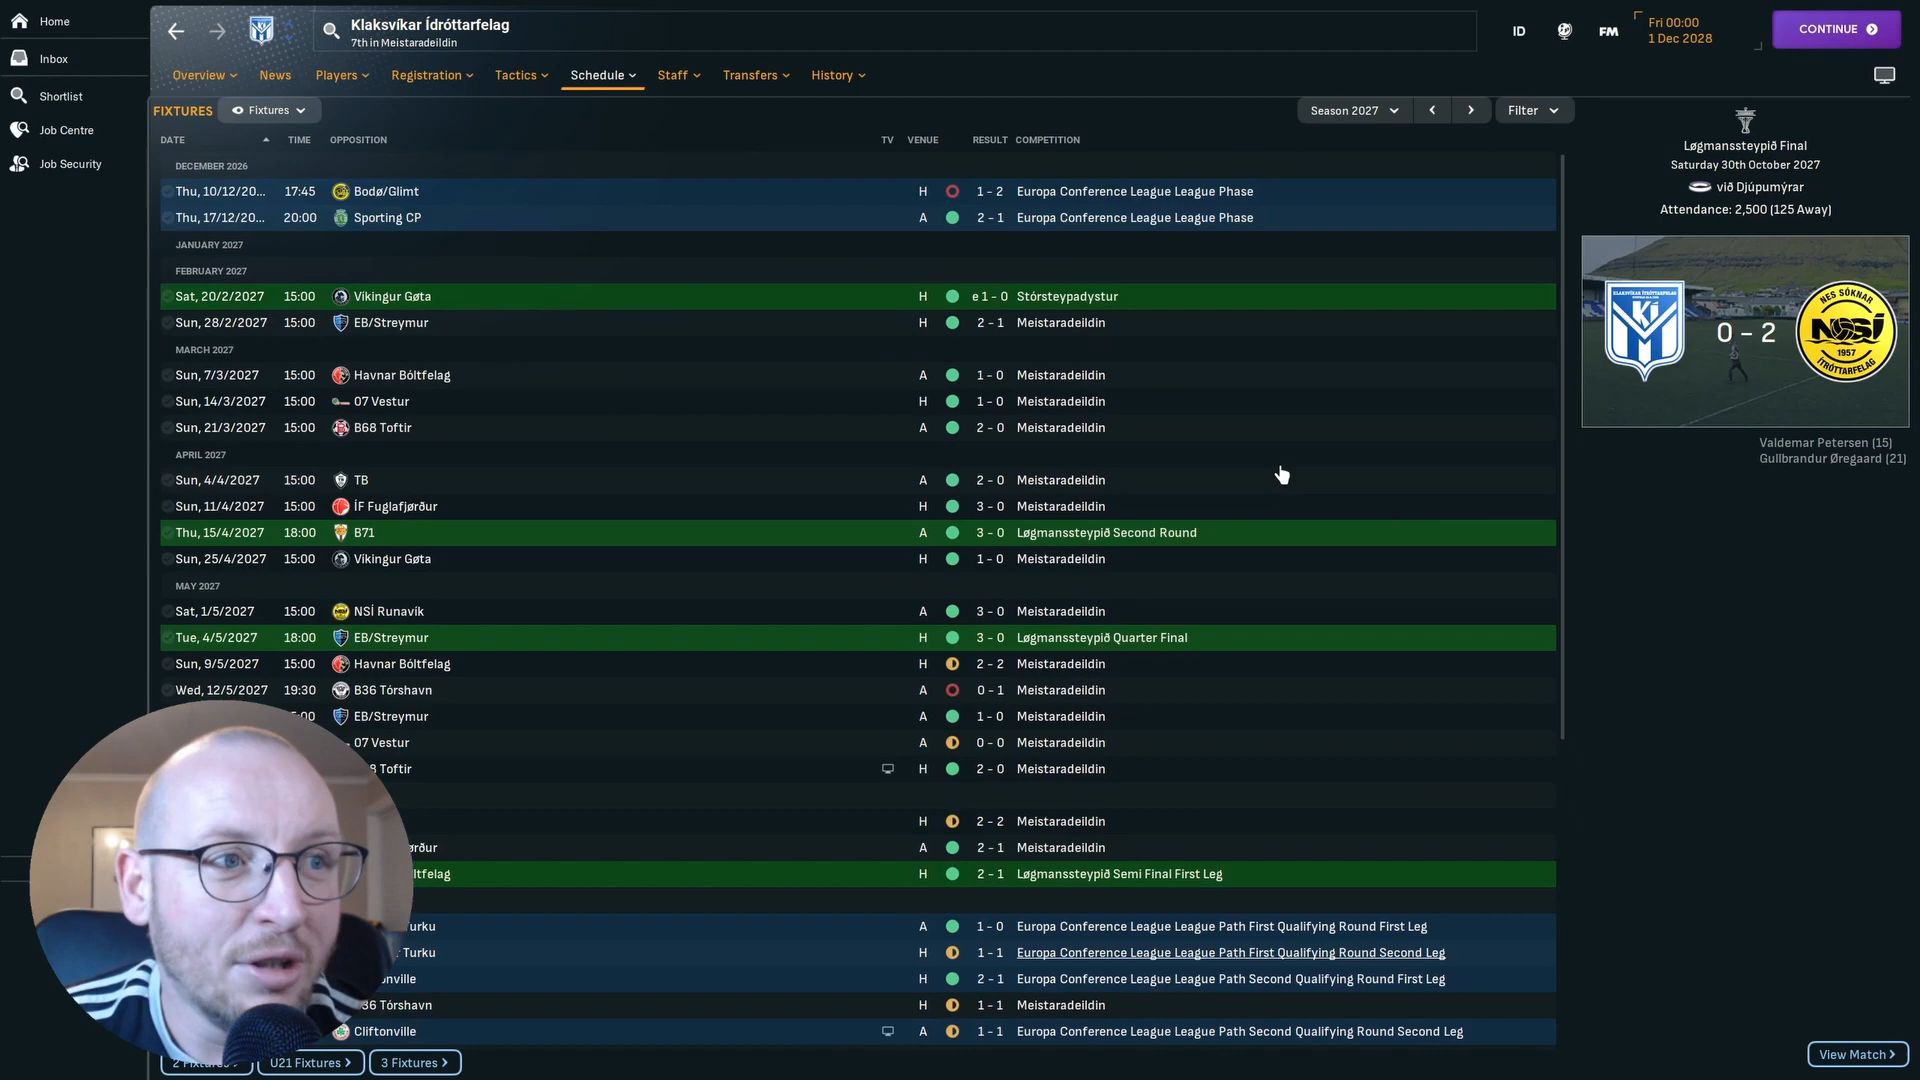 Home
Inbox
Shortlist
Job Centre
Job Security
Klaksvíkar Ídróttarfelag
7th in Meistaradeildin
ID
FM
Fri 00:00
1 Dec 2028
CONTINUE
Overview
News
Players
Registration
Tactics
Schedule
Staff
Transfers
History
FIXTURES
Fixtures
Season 2027
Filter
DATE TIME OPPOSITION TV VENUE RESULT COMPETITION
DECEMBER 2026
Thu, 10/12/20... 17:45 Bodø/Glimt H 1 - 2 Europa Conference League League Phase
Thu, 17/12/20... 20:00 Sporting CP A 2 - 1 Europa Conference League League Phase
JANUARY 2027
FEBRUARY 2027
Sat, 20/2/2027 15:00 Víkingur Gøta H e 1 - 0 Stórsteypadystur
Sun, 28/2/2027 15:00 EB/Streymur H 2 - 1 Meistaradeildin
MARCH 2027
Sun, 7/3/2027 15:00 Havnar Bóltfelag A 1 - 0 Meistaradeildin
Sun, 14/3/2027 15:00 07 Vestur H 1 - 0 Meistaradeildin
Sun, 21/3/2027 15:00 B68 Toftir A 2 - 0 Meistaradeildin
APRIL 2027
Sun, 4/4/2027 15:00 TB A 2 - 0 Meistaradeildin
Sun, 11/4/2027 15:00 ÍF Fuglafjørður H 3 - 0 Meistaradeildin
Thu, 15/4/2027 18:00 B71 A 3 - 0 Løgmanssteypið Second Round
Sun, 25/4/2027 15:00 Víkingur Gøta H 1 - 0 Meistaradeildin
MAY 2027
Sat, 1/5/2027 15:00 NSÍ Runavík A 3 - 0 Meistaradeildin
Tue, 4/5/2027 18:00 EB/Streymur H 3 - 0 Løgmanssteypið Quarter Final
Sun, 9/5/2027 15:00 Havnar Bóltfelag H 2 - 2 Meistaradeildin
Wed, 12/5/2027 19:30 B36 Tórshavn A 0 - 1 Meistaradeildin
:00 EB/Streymur A 1 - 0 Meistaradeildin
07 Vestur A 0 - 0 Meistaradeildin
8 Toftir H 2 - 0 Meistaradeildin
H 2 - 2 Meistaradeildin
ørður A 2 - 1 Meistaradeildin
ltfelag H 2 - 1 Løgmanssteypið Semi Final First Leg
urku A 1 - 0 Europa Conference League League Path First Qualifying Round First Leg
Turku H 1 - 1 Europa Conference League League Path First Qualifying Round Second Leg
onville H 2 - 1 Europa Conference League League Path Second Qualifying Round First Leg
36 Tórshavn H 1 - 1 Meistaradeildin
Cliftonville A 1 - 1 Europa Conference League League Path Second Qualifying Round Second Leg
2 Fixtures
U21 Fixtures
3 Fixtures
Løgmanssteypið Final
Saturday 30th October 2027
við Djúpumýrar
Attendance: 2,500 (125 Away)
KÍ
0 - 2
NES SÓKNAR
NSÍ
1957
ÍTRÓTTARFELAG
Valdemar Petersen (15)
Gullbrandur Øregaard (21)
View Match